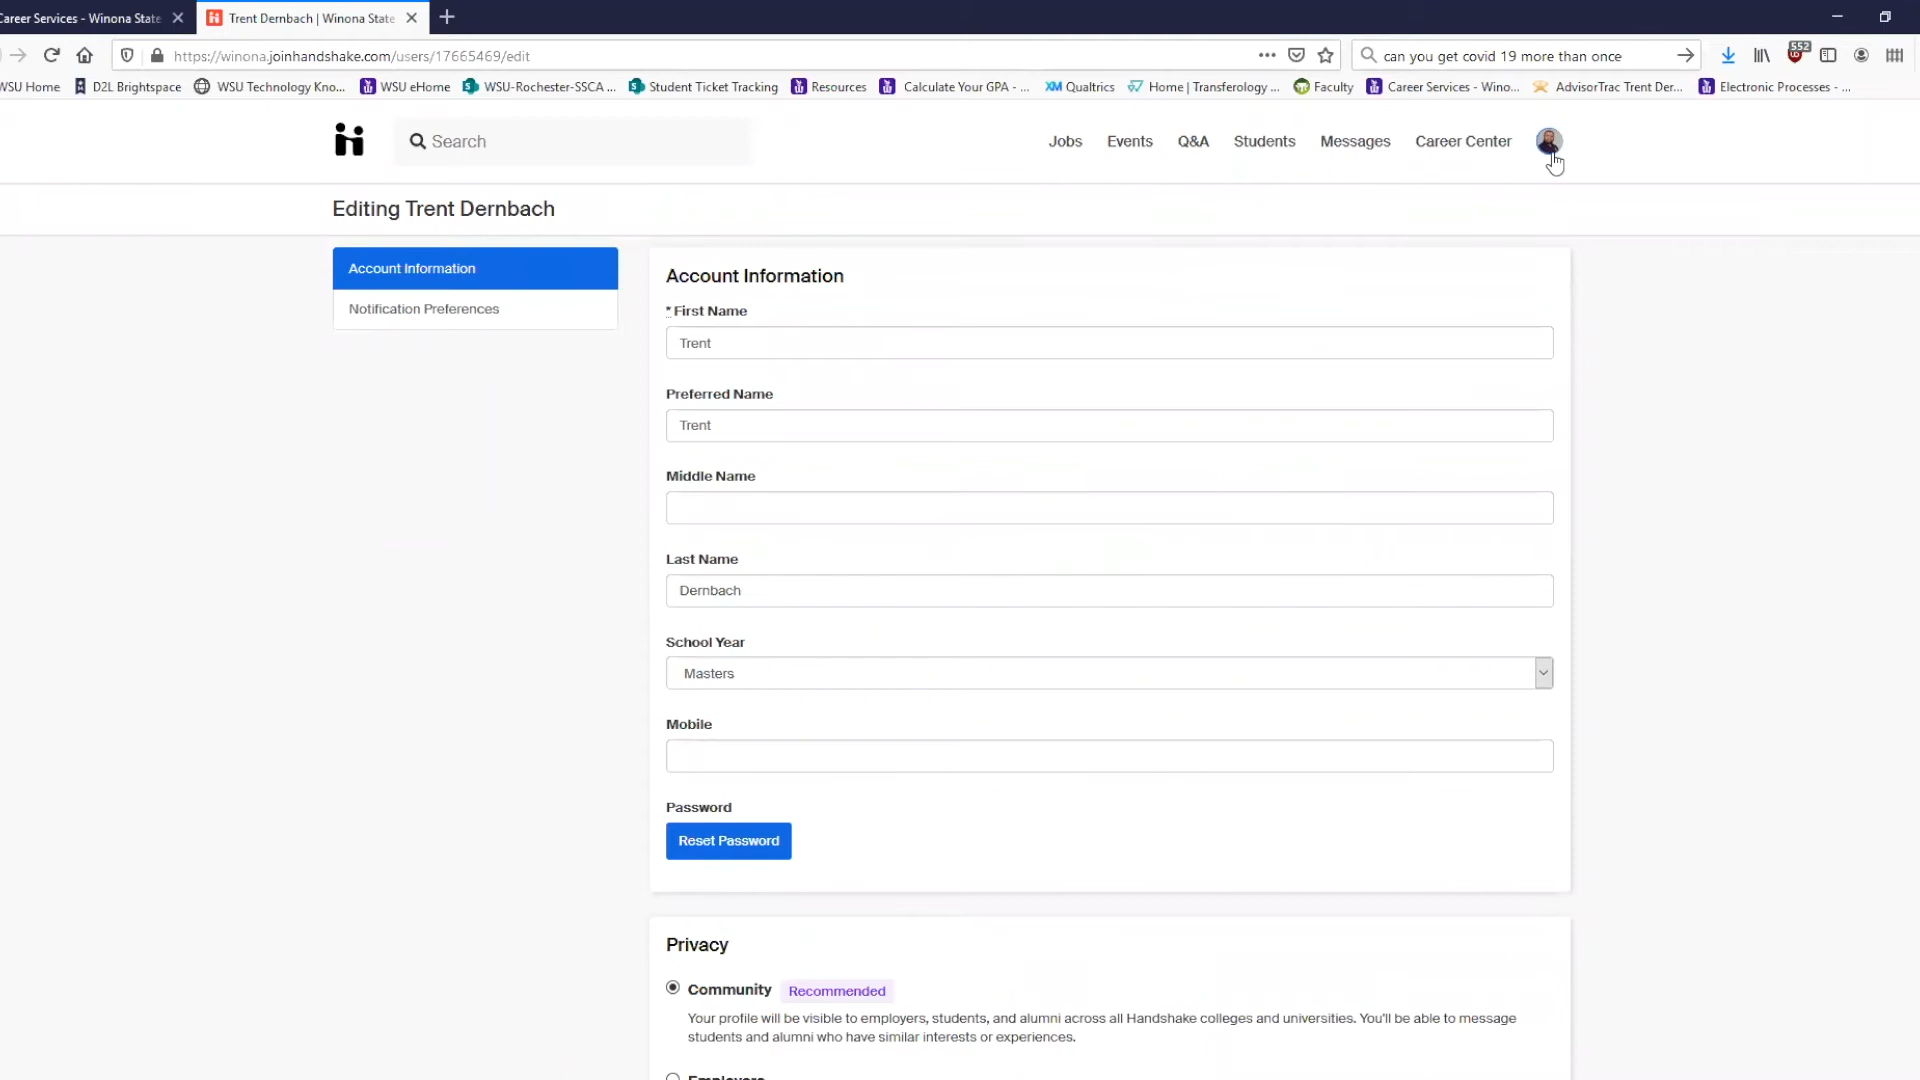 Career Services - Winona State
Trent Dernbach | Winona State
https://winona.joinhandshake.com/users/17665469/edit
can you get covid 19 more than once
552
WSU Home
D2L Brightspace
WSU Technology Kno...
WSU eHome
WSU-Rochester-SSCA ...
Student Ticket Tracking
Resources
Calculate Your GPA - ...
XM Qualtrics
Home | Transferology ...
Faculty
Career Services - Wino...
AdvisorTrac Trent Der...
Electronic Processes - ...
Search
Jobs
Events
Q&A
Students
Messages
Career Center
Editing Trent Dernbach
Account Information
Notification Preferences
Account Information
* First Name
Trent
Preferred Name
Trent
Middle Name
Last Name
Dernbach
School Year
Masters
Mobile
Password
Reset Password
Privacy
Community Recommended
Your profile will be visible to employers, students, and alumni across all Handshake colleges and universities. You'll be able to message
students and alumni who have similar interests or experiences.
Employers